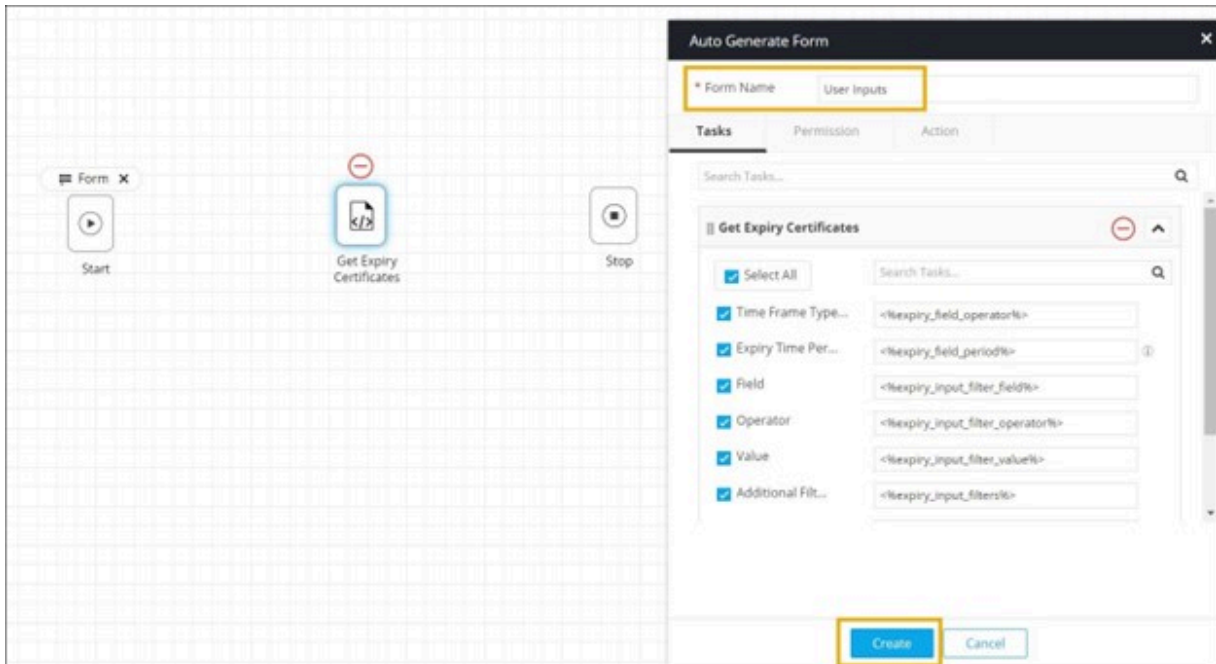 Auto Generate Form
* Form Name User Inputs
Tasks Permission Action
Search Tasks...
Get Expiry Certificates
Select All Search Tasks...
Time Frame Type... <%expiry_field_operator%>
Expiry Time Per... <%expiry_field_period%>
Field <%expiry_input_filter_field%>
Operator <%expiry_input_filter_operator%>
Value <%expiry_input_filter_value%>
Additional Filt... <%expiry_input_filters%>
Create Cancel
Form
Start
Get Expiry
Certificates
Stop